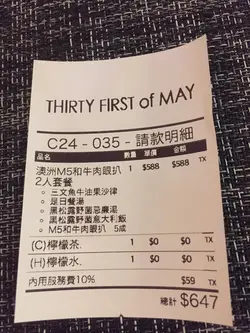 THIRTY FIRST of MAY
C24 - 035 - 請款明細
品名 數量 單價 金額
澳洲M5和牛肉眼扒 1 $588 $588 TX
2人套餐
○ 三文魚牛油果沙律
○ 是日餐湯
○ 黑松露野菌忌廉湯
○ 黑松露野菌意大利飯
○ M5和牛肉眼扒 5成
(C)檸檬茶. 1 $0 $0 TX
(H)檸檬水. 1 $0 $0 TX
內用服務費10% $59 TX
總計 $647